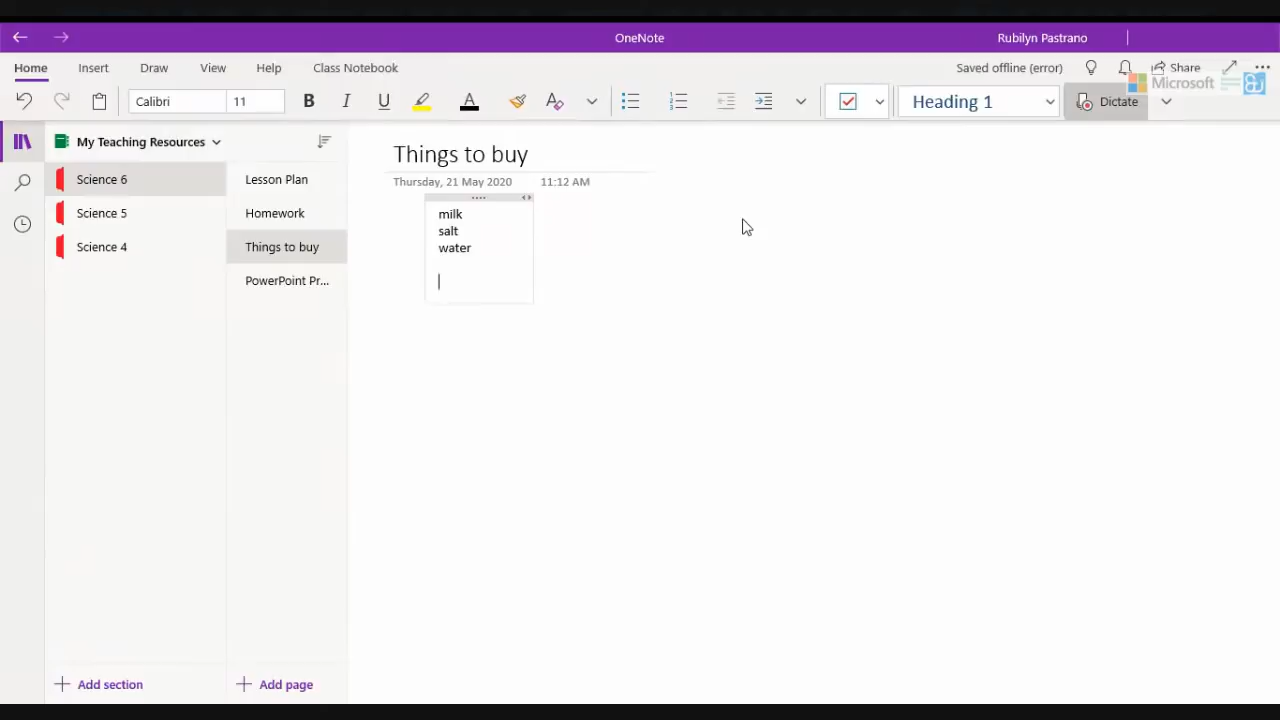 OneNote
Rubilyn Pastrano
Home Insert Draw View Help Class Notebook
Saved offline (error) Share
Microsoft
Calibri 11 B I U A Heading 1 Dictate
My Teaching Resources
Science 6
Science 5
Science 4
Lesson Plan
Homework
Things to buy
PowerPoint Pr...
Things to buy
Thursday, 21 May 2020 11:12 AM
milk
salt
water
Add section
Add page